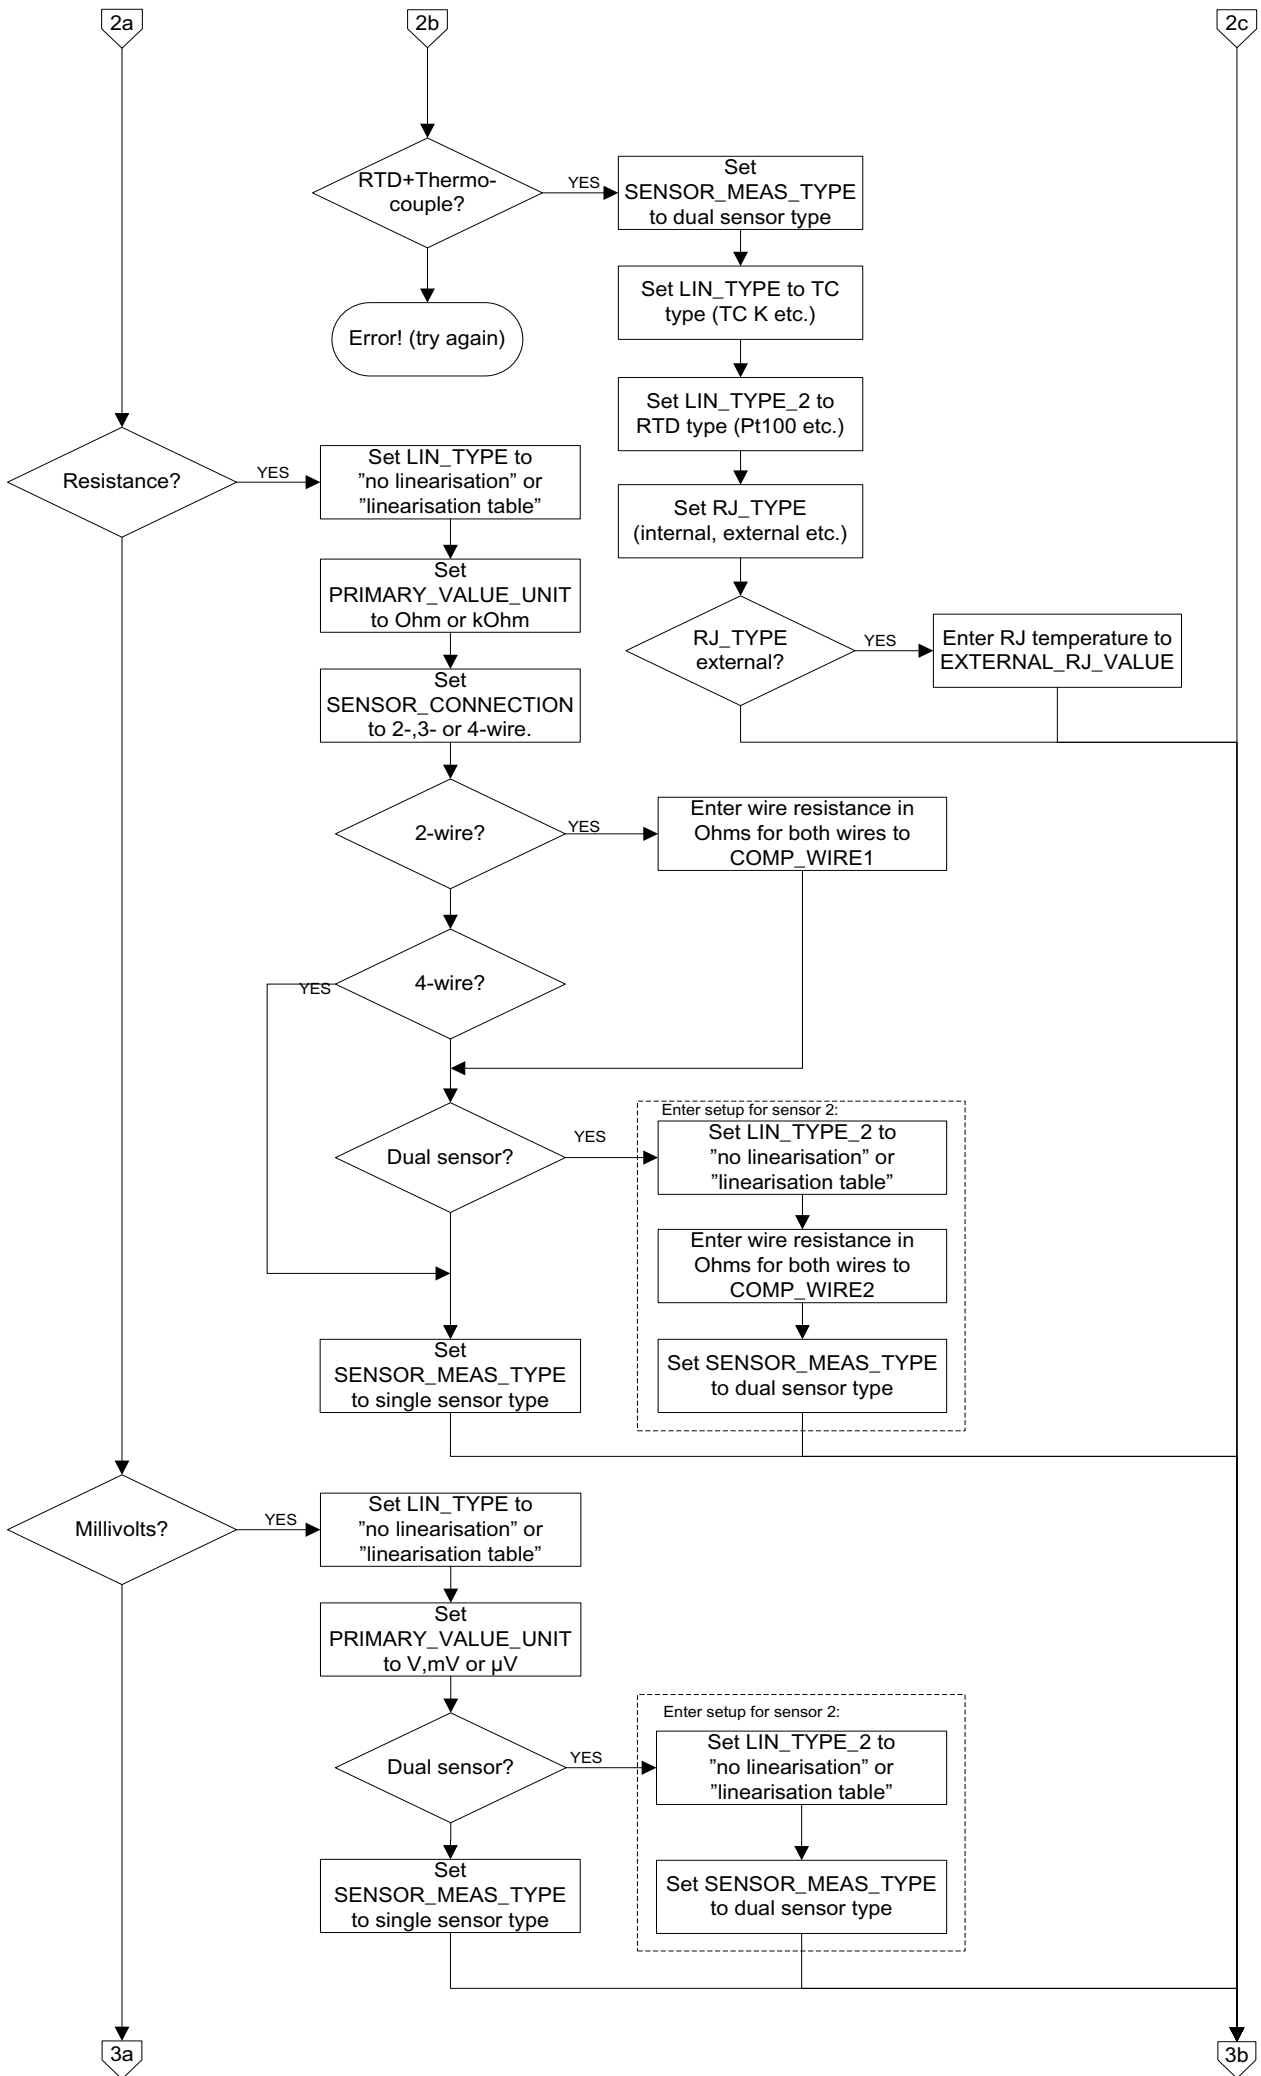 2a
2b
2c
RTD+Thermo-
couple?
YES
Set
SENSOR_MEAS_TYPE
to dual sensor type
Set LIN_TYPE to TC
type (TC K etc.)
Error! (try again)
Set LIN_TYPE_2 to
RTD type (Pt100 etc.)
Resistance?
YES
Set LIN_TYPE to
”no linearisation” or
”linearisation table”
Set RJ_TYPE
(internal, external etc.)
Set
PRIMARY_VALUE_UNIT
to Ohm or kOhm
RJ_TYPE
external?
YES
Enter RJ temperature to
EXTERNAL_RJ_VALUE
Set
SENSOR_CONNECTION
to 2-,3- or 4-wire.
2-wire?
YES
Enter wire resistance in
Ohms for both wires to
COMP_WIRE1
4-wire?
YES
Dual sensor?
YES
Enter setup for sensor 2:
Set LIN_TYPE_2 to
”no linearisation” or
”linearisation table”
Enter wire resistance in
Ohms for both wires to
COMP_WIRE2
Set
SENSOR_MEAS_TYPE
to single sensor type
Set SENSOR_MEAS_TYPE
to dual sensor type
Millivolts?
YES
Set LIN_TYPE to
”no linearisation” or
”linearisation table”
Set
PRIMARY_VALUE_UNIT
to V,mV or µV
Dual sensor?
YES
Enter setup for sensor 2:
Set LIN_TYPE_2 to
”no linearisation” or
”linearisation table”
Set
SENSOR_MEAS_TYPE
to single sensor type
Set SENSOR_MEAS_TYPE
to dual sensor type
3a
3b